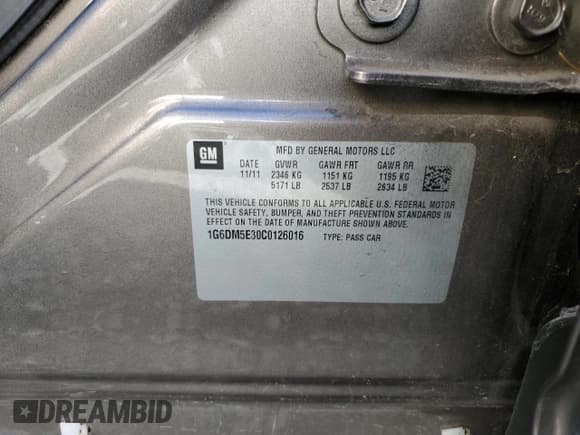 GM
MFD BY GENERAL MOTORS LLC
DATE GVWR GAWR FRT GAWR RR
11/11 2346 KG 1151 KG 1195 KG
5171 LB 2537 LB 2634 LB
THIS VEHICLE CONFORMS TO ALL APPLICABLE U.S. FEDERAL MOTOR
VEHICLE SAFETY, BUMPER, AND THEFT PREVENTION STANDARDS IN
EFFECT ON THE DATE OF MANUFACTURE SHOWN ABOVE.
1G6DM5E30C0126016 TYPE: PASS CAR
DREAMBID